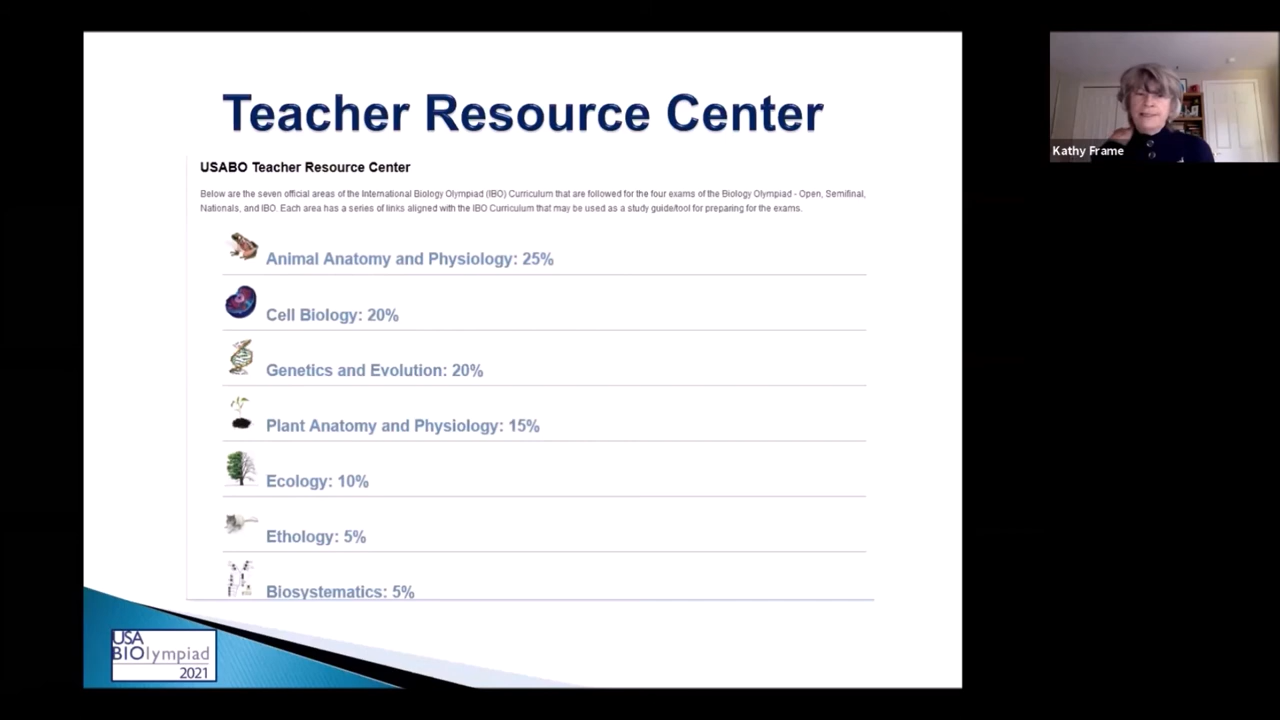 Teacher Resource Center
USABO Teacher Resource Center
Below are the seven official areas of the International Biology Olympiad (IBO) Curriculum that are followed for the four exams of the Biology Olympiad - Open, Semifinal,
Nationals, and IBO. Each area has a series of links aligned with the IBO Curriculum that may be used as a study guide/tool for preparing for the exams.
Animal Anatomy and Physiology: 25%
Cell Biology: 20%
Genetics and Evolution: 20%
Plant Anatomy and Physiology: 15%
Ecology: 10%
Ethology: 5%
Biosystematics: 5%
USA
BIOlympiad
2021
Kathy Frame